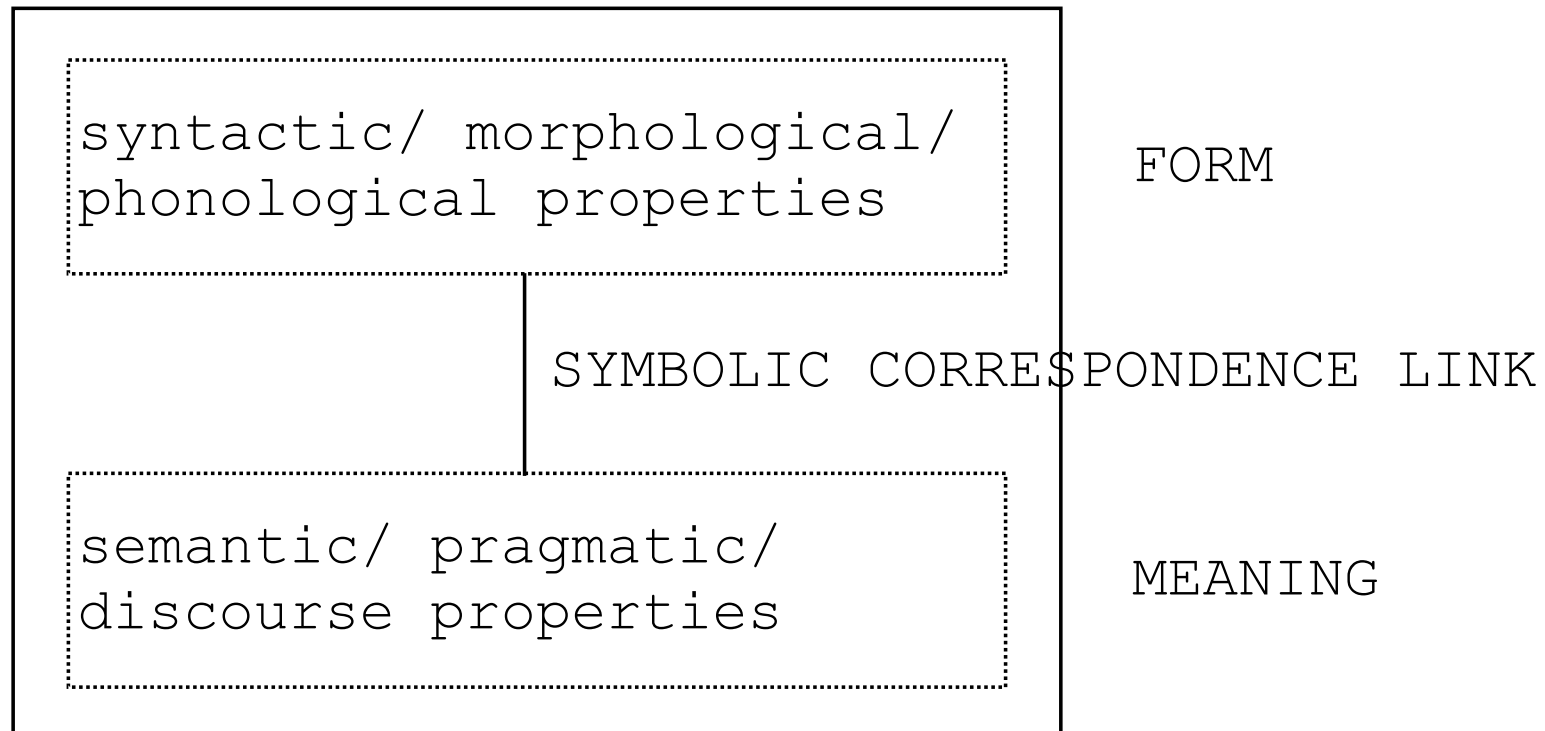 syntactic/ morphological/
phonological properties
FORM
SYMBOLIC CORRESPONDENCE LINK
semantic/ pragmatic/
discourse properties
MEANING